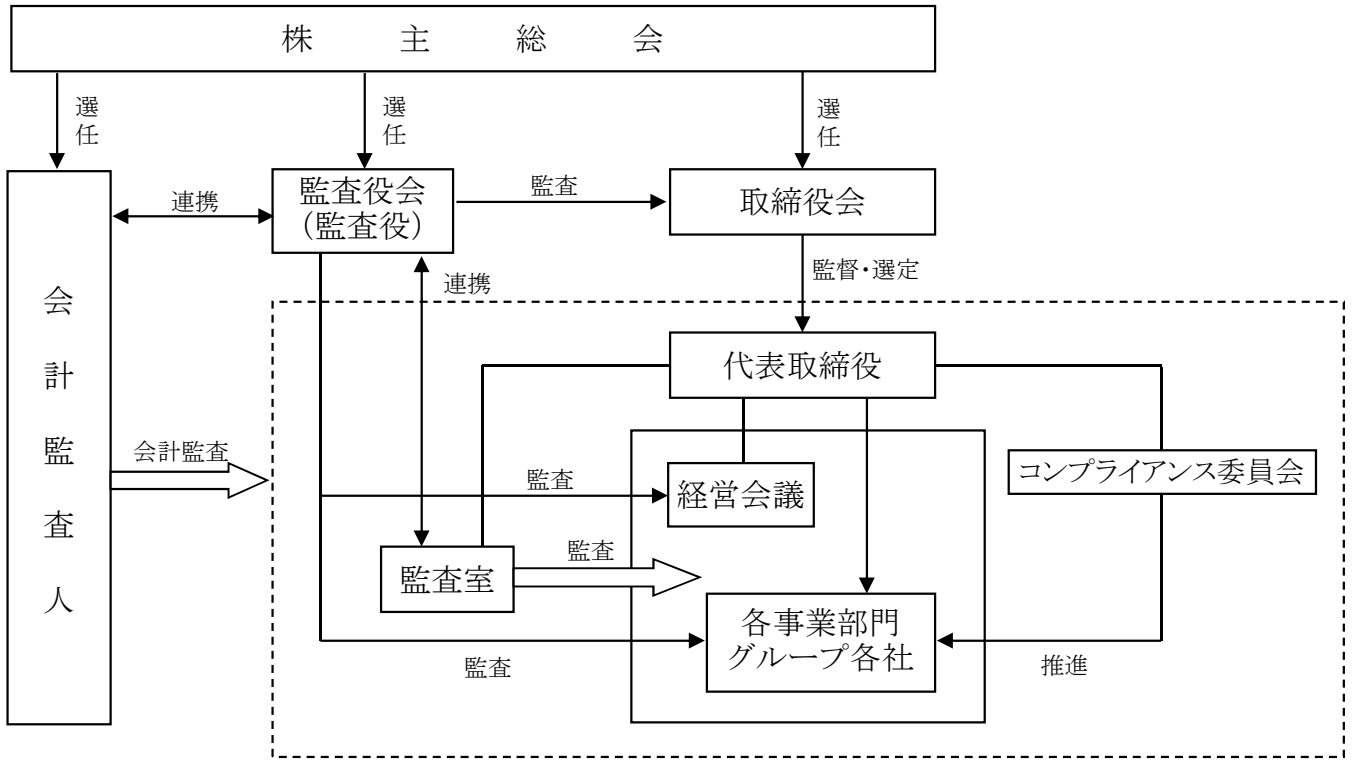 株主総会
選任
選任
選任
会計監査人
連携
監査役会
(監査役)
監査
取締役会
連携
監督・選定
代表取締役
会計監査
監査
経営会議
コンプライアンス委員会
監査室
監査
各事業部門
グループ各社
監査
推進